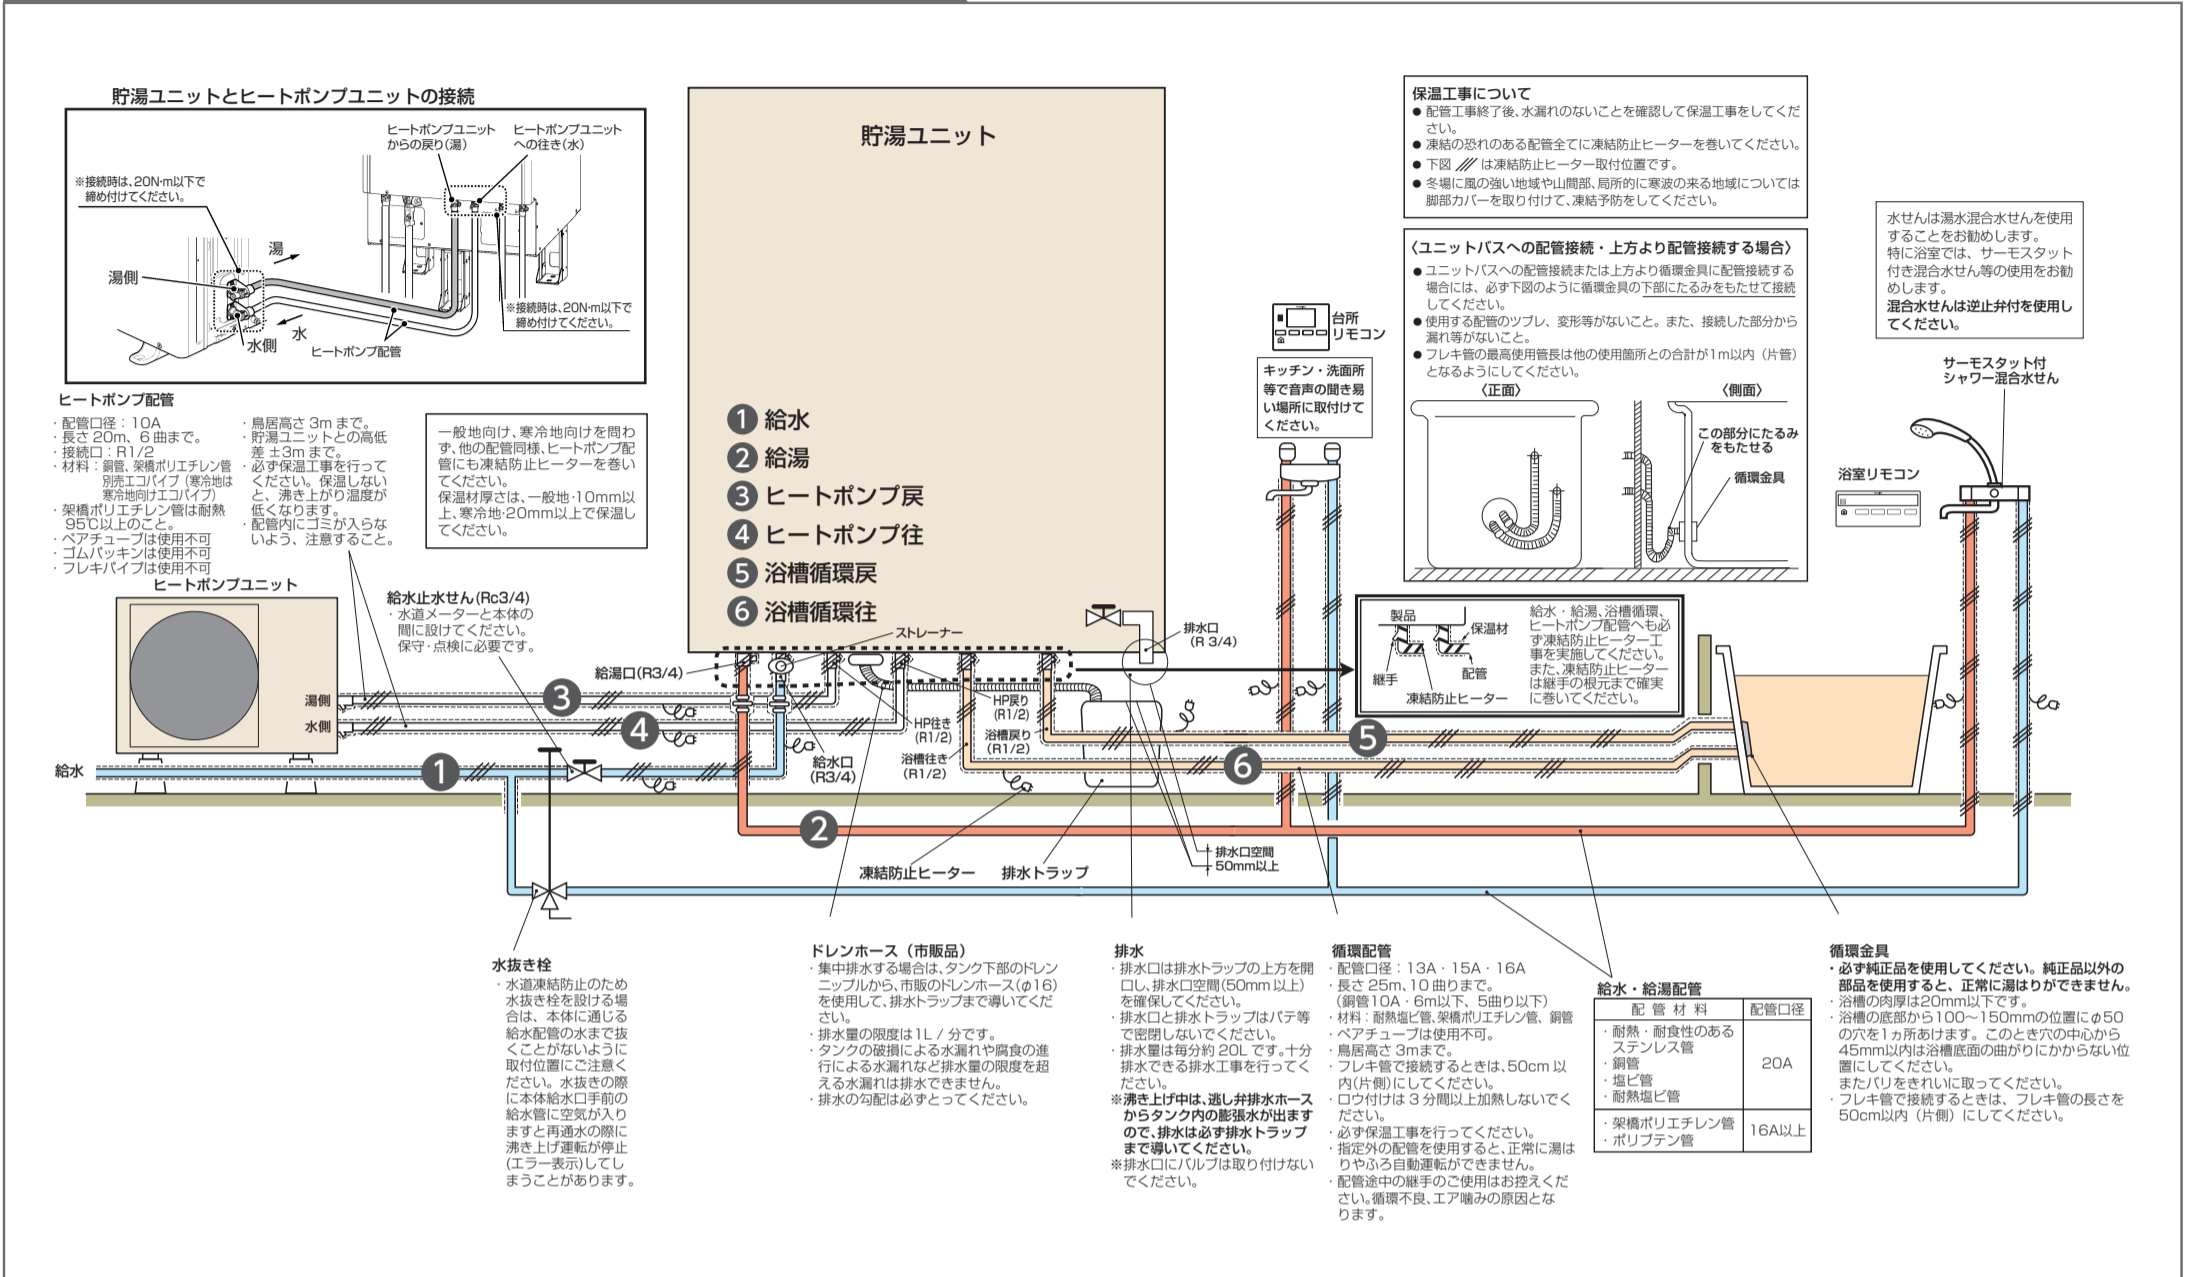 貯湯ユニットとヒートポンプユニットの接続
ヒートポンプユニット
からの戻り(湯)
ヒートポンプユニット
への往き(水)
※接続時は、20N·m以下で
締め付けてください。
湯
湯側
水
水側
ヒートポンプ配管
※接続時は、20N·m以下で
締め付けてください。
ヒートポンプ配管
・配管口径：10A
・長さ20m、6曲まで。
・接続口：R1/2
・材料：銅管、架橋ポリエチレン管
別売エコパイプ（寒冷地は
寒冷地向けエコパイプ）
・架橋ポリエチレン管は耐熱
95℃以上のこと。
・ペアチューブは使用不可
・ゴムパッキンは使用不可
・フレキパイプは使用不可
・鳥居高さ 3m まで。
・貯湯ユニットとの高低
差 ±3m まで。
・必ず保温工事を行って
ください。保温しない
と、沸き上がり温度が
低くなります。
・配管内にゴミが入らな
いよう、注意すること。
一般地向け、寒冷地向けを問わ
ず、他の配管同様、ヒートポンプ配
管にも凍結防止ヒーターを巻い
てください。
保温材厚さは、一般地·10mm以
上、寒冷地·20mm以上で保温し
てください。
ヒートポンプユニット
湯側
水側
給水
給水止水せん(Rc3/4)
・水道メーターと本体の
間に設けてください。
保守・点検に必要です。
貯湯ユニット
❶ 給水
❷ 給湯
❸ ヒートポンプ戻
❹ ヒートポンプ往
❺ 浴槽循環戻
❻ 浴槽循環往
ストレーナー
給湯口(R3/4)
排水口
(R 3/4)
❸
❹
❶
❷
❺
❻
HP往き
(R1/2)
HP戻り
(R1/2)
浴槽戻り
(R1/2)
浴槽往き
(R1/2)
給水口
(R3/4)
凍結防止ヒーター
排水トラップ
排水口空間
50mm以上
台所
リモコン
キッチン・洗面所
等で音声の聞き易
い場所に取付けて
ください。
保温工事について
● 配管工事終了後、水漏れのないことを確認して保温工事をしてくだ
さい。
● 凍結の恐れのある配管全てに凍結防止ヒーターを巻いてください。
● 下図 /// は凍結防止ヒーター取付位置です。
● 冬場に風の強い地域や山間部、局所的に寒波の来る地域については
脚部カバーを取り付けて、凍結予防をしてください。
〈ユニットバスへの配管接続・上方より配管接続する場合〉
● ユニットバスへの配管接続または上方より循環金具に配管接続する
場合には、必ず下図のように循環金具の下部にたるみをもたせて接続
してください。
● 使用する配管のツブレ、変形等がないこと。また、接続した部分から
漏れ等がないこと。
● フレキ管の最高使用管長は他の使用箇所との合計が1m以内（片管）
となるようにしてください。
〈正面〉
〈側面〉
この部分にたるみ
をもたせる
循環金具
製品
保温材
継手
配管
凍結防止ヒーター
給水・給湯、浴槽循環、
ヒートポンプ配管へも必
ず凍結防止ヒーター工
事を実施してください。
また、凍結防止ヒーター
は継手の根元まで確実
に巻いてください。
水せんは湯水混合水せんを使用
することをお勧めします。
特に浴室では、サーモスタット
付き混合水せん等の使用をお勧
めします。
混合水せんは逆止弁付を使用し
てください。
サーモスタット付
シャワー混合水せん
浴室リモコン
水抜き栓
・水道凍結防止のため
水抜き栓を設ける場
合は、本体に通じる
給水配管の水まで抜
くことがないように
取付位置にご注意く
ださい。水抜きの際
に本体給水口手前の
給水管に空気が入り
ますと再通水の際に
沸き上げ運転が停止
(エラー表示)してし
まうことがあります。
ドレンホース（市販品）
・集中排水する場合は、タンク下部のドレン
ニップルから、市販のドレンホース(φ16)
を使用して、排水トラップまで導いてくだ
さい。
・排水量の限度は1L / 分です。
・タンクの破損による水漏れや腐食の進
行による水漏れなど排水量の限度を超
える水漏れは排水できません。
・排水の勾配は必ずとってください。
排水
・排水口は排水トラップの上方を開
口し、排水口空間(50mm以上)
を確保してください。
・排水口と排水トラップはパテ等
で密閉しないでください。
・排水量は毎分約 20L です。十分
排水できる排水工事を行ってく
ださい。
※沸き上げ中は、逃し弁排水ホース
からタンク内の膨張水が出ます
ので、排水は必ず排水トラップ
まで導いてください。
※排水口にバルブは取り付けない
でください。
循環配管
・配管口径：13A・15A・16A
・長さ 25m、10 曲りまで。
（銅管10A・6m以下、5曲り以下）
・材料：耐熱塩ビ管、架橋ポリエチレン管、銅管
・ペアチューブは使用不可。
・鳥居高さ 3mまで。
・フレキ管で接続するときは、50cm 以
内(片側)にしてください。
・ロウ付けは 3 分間以上加熱しないでく
ださい。
・必ず保温工事を行ってください。
・指定外の配管を使用すると、正常に湯は
りやふろ自動運転ができません。
・配管途中の継手のご使用はお控えくだ
さい。循環不良、エア噛みの原因とな
ります。
給水・給湯配管
配 管 材 料 配管口径
・耐熱・耐食性のある
ステンレス管
・銅管
・塩ビ管
・耐熱塩ビ管
20A
・架橋ポリエチレン管
・ポリブテン管
16A以上
循環金具
・必ず純正品を使用してください。純正品以外の
部品を使用すると、正常に湯はりができません。
・浴槽の肉厚は20mm以下です。
・浴槽の底部から100〜150mmの位置にφ50
の穴を1ヵ所あけます。このとき穴の中心から
45mm以内は浴槽底面の曲がりにかからない位
置にしてください。
またバリをきれいに取ってください。
・フレキ管で接続するときは、フレキ管の長さを
50cm以内（片側）にしてください。